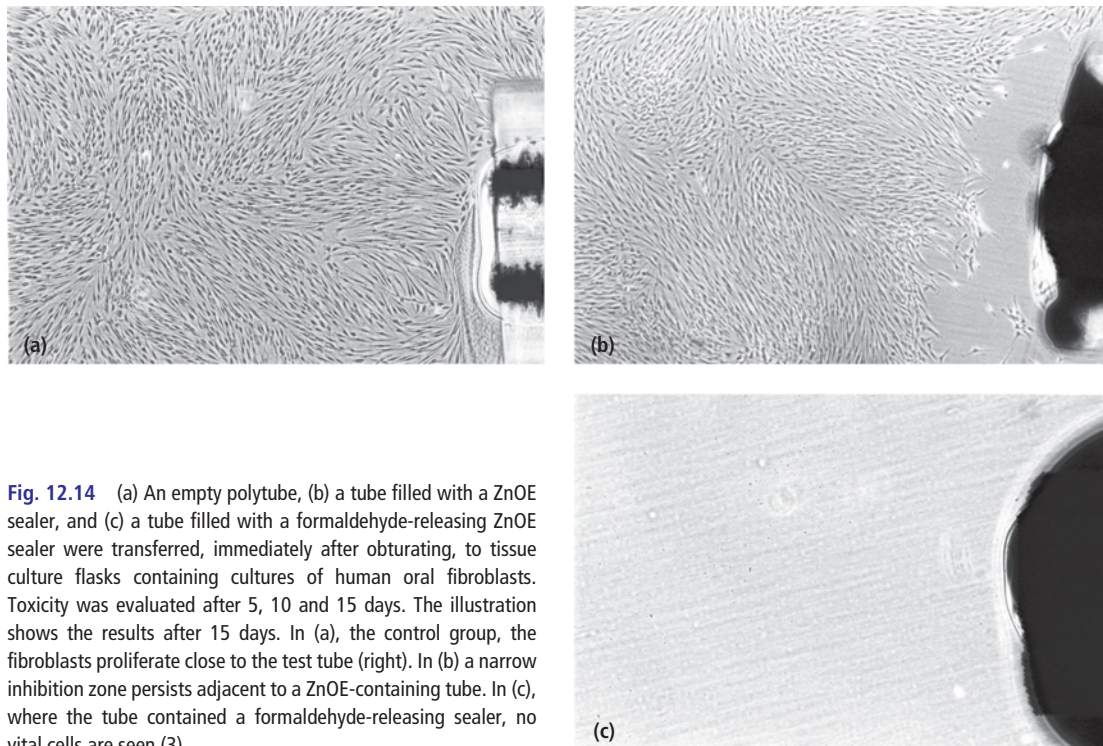 (a)
(b)
Fig. 12.14 (a) An empty polytube, (b) a tube filled with a ZnOE
sealer, and (c) a tube filled with a formaldehyde-releasing ZnOE
sealer were transferred, immediately after obturating, to tissue
culture flasks containing cultures of human oral fibroblasts.
Toxicity was evaluated after 5, 10 and 15 days. The illustration
shows the results after 15 days. In (a), the control group, the
fibroblasts proliferate close to the test tube (right). In (b) a narrow
inhibition zone persists adjacent to a ZnOE-containing tube. In (c),
where the tube contained a formaldehyde-releasing sealer, no
vital cells are seen (3).
(c)